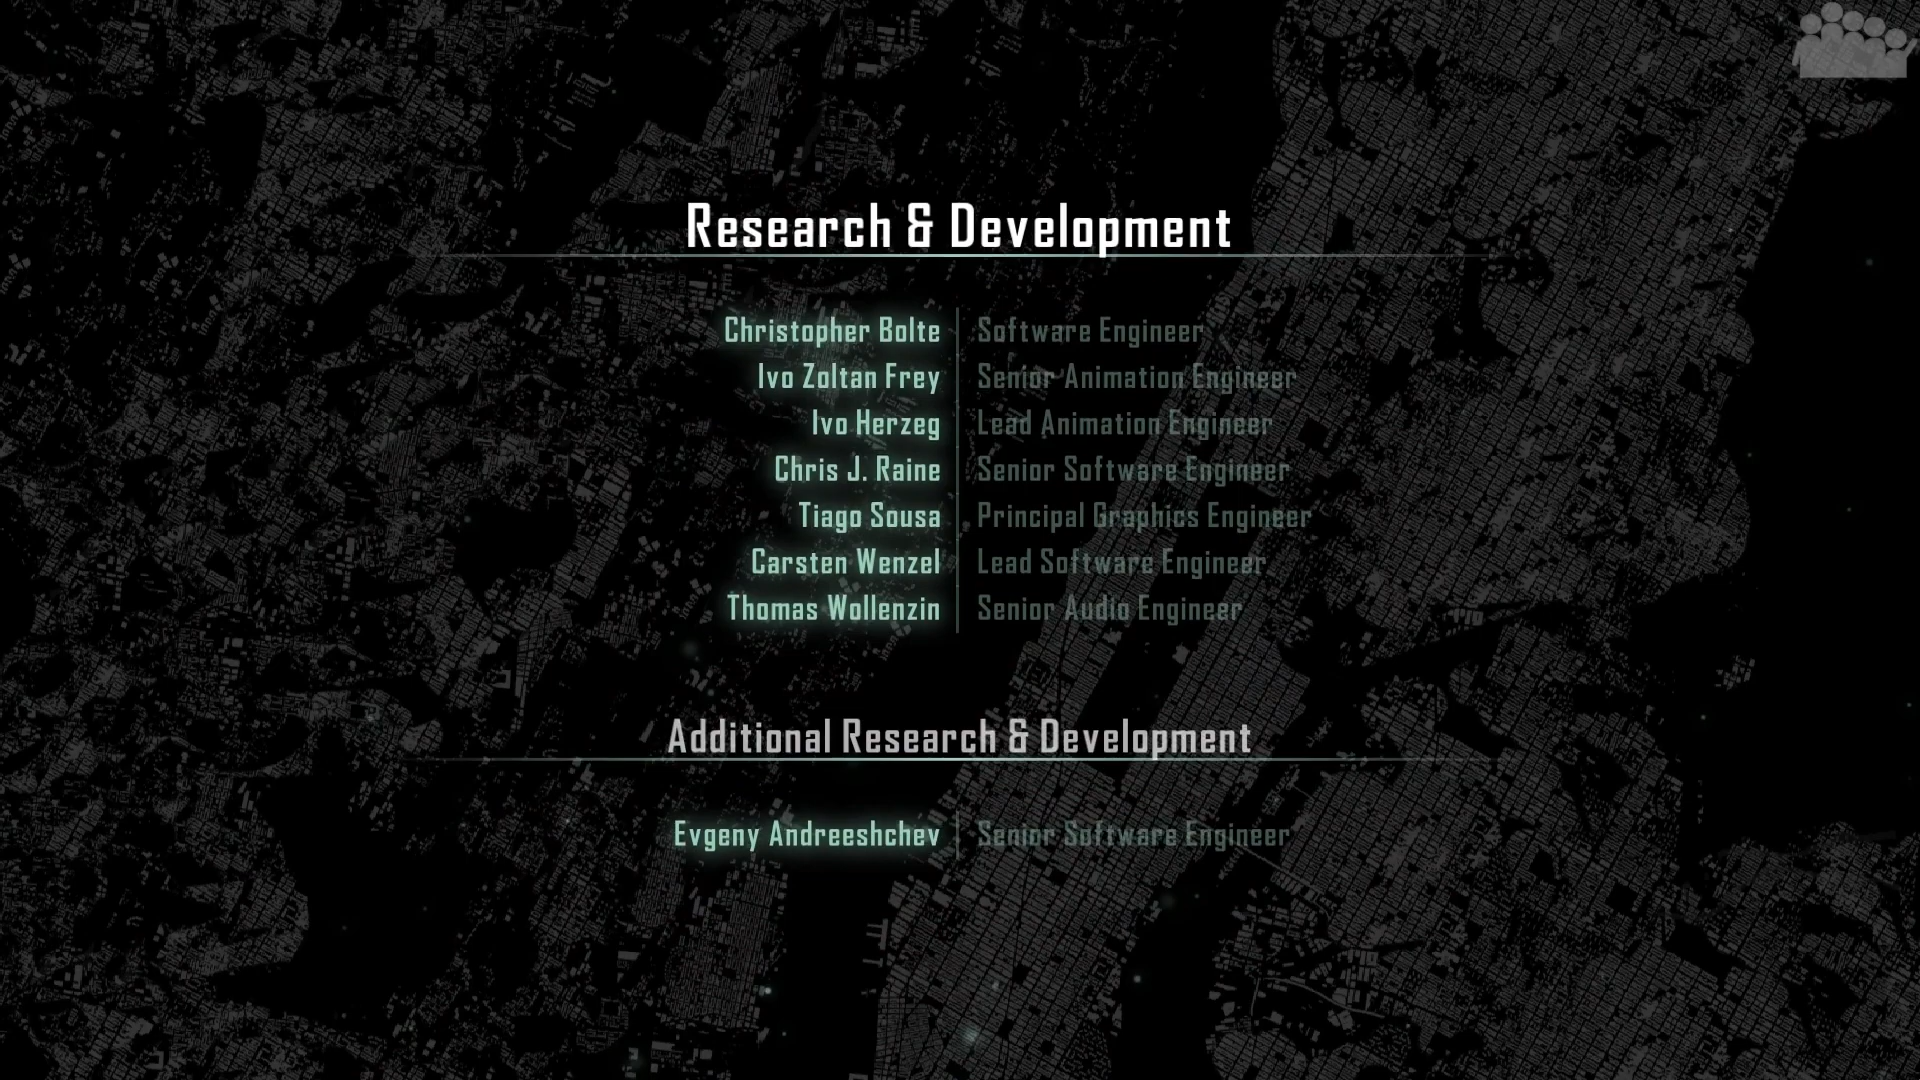 Research & Development
Christopher Bolte Software Engineer
Ivo Zoltan Frey Senior Animation Engineer
Ivo Herzeg Lead Animation Engineer
Chris J. Raine Senior Software Engineer
Tiago Sousa Principal Graphics Engineer
Carsten Wenzel Lead Software Engineer
Thomas Wollenzin Senior Audio Engineer
Additional Research & Development
Evgeny Andreeshchev Senior Software Engineer